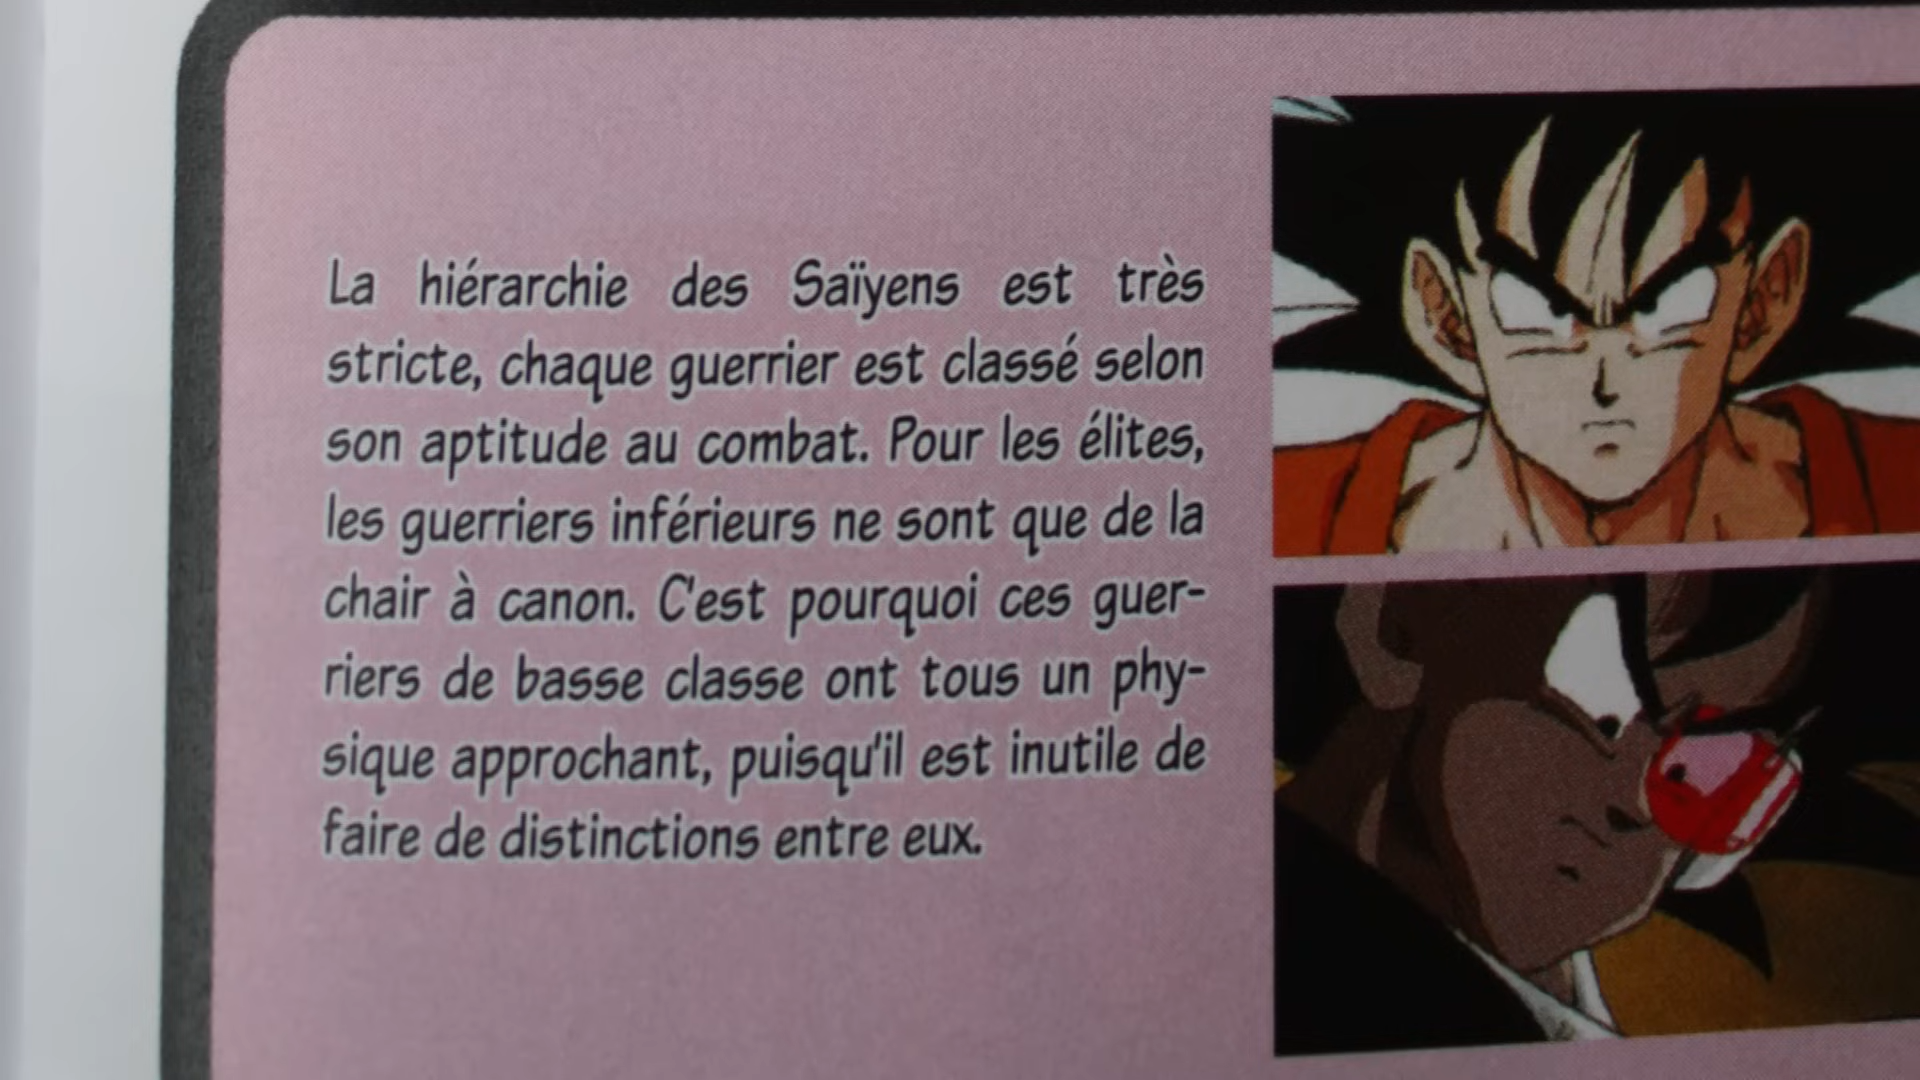 La hiérarchie des Saïyens est très
stricte, chaque guerrier est classé selon
son aptitude au combat. Pour les élites,
les guerriers inférieurs ne sont que de la
chair à canon. C'est pourquoi ces guer-
riers de basse classe ont tous un phy-
sique approchant, puisqu'il est inutile de
faire de distinctions entre eux.